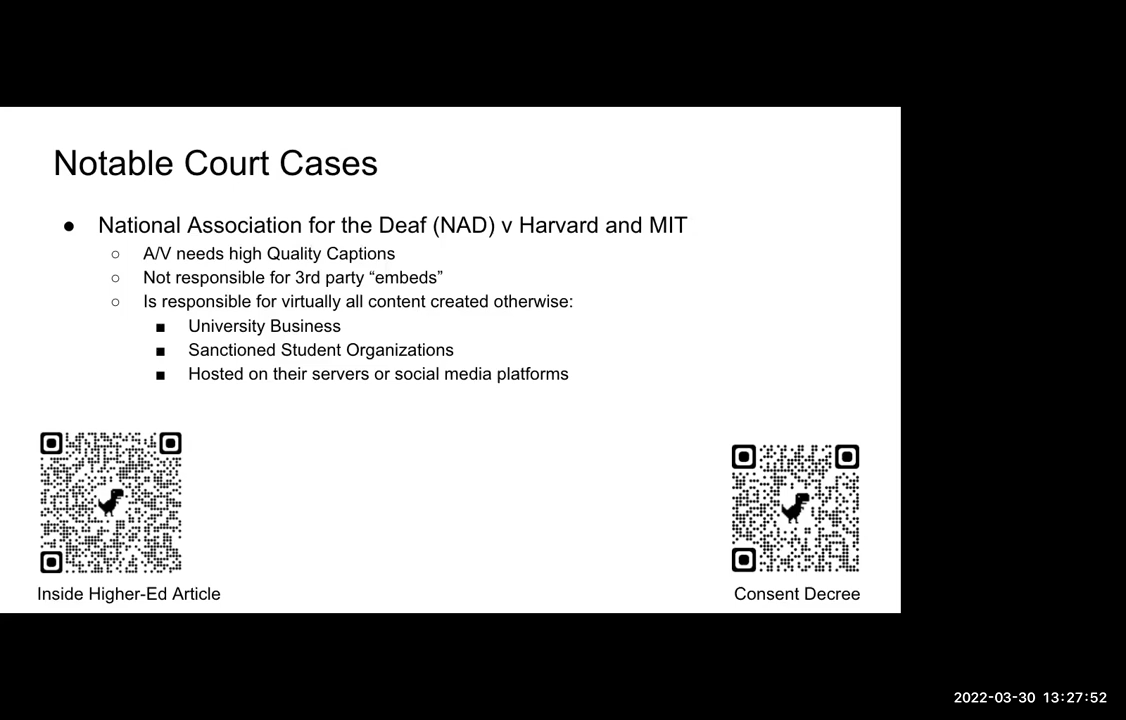 Notable Court Cases
● National Association for the Deaf (NAD) v Harvard and MIT
○ A/V needs high Quality Captions
○ Not responsible for 3rd party “embeds”
○ Is responsible for virtually all content created otherwise:
■ University Business
■ Sanctioned Student Organizations
■ Hosted on their servers or social media platforms
Inside Higher-Ed Article
Consent Decree
2022-03-30 13:27:52